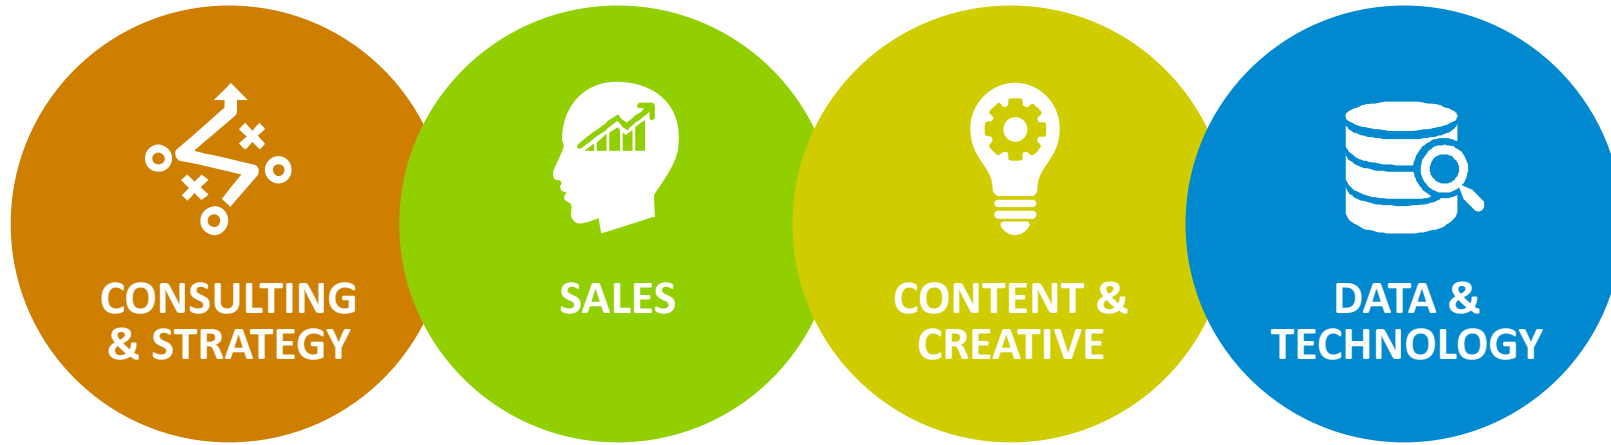 CONSULTING
& STRATEGY
SALES
CONTENT &
CREATIVE
DATA &
TECHNOLOGY